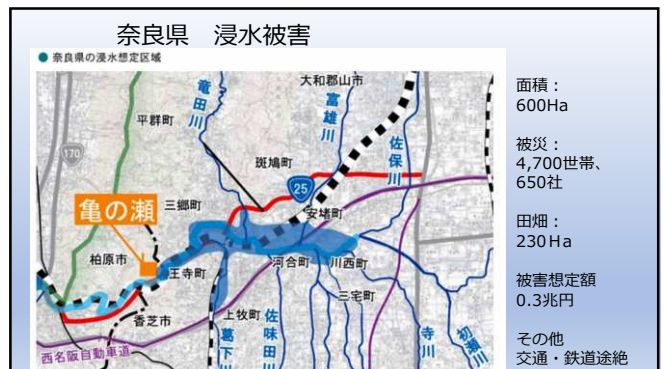 奈良県　浸水被害
● 奈良県の浸水想定区域
大和郡山市
竜田川
富雄川
佐保川
平群町
170
斑鳩町
25
三郷町
亀の瀬
安堵町
柏原市
王寺町
河合町
川西町
三宅町
香芝市
上牧町
佐味田川
葛下川
寺川
初瀬川
西名阪自動車道
面積：
600Ha
被災：
4,700世帯、
650社
田畑：
230Ha
被害想定額
0.3兆円
その他
交通・鉄道途絶